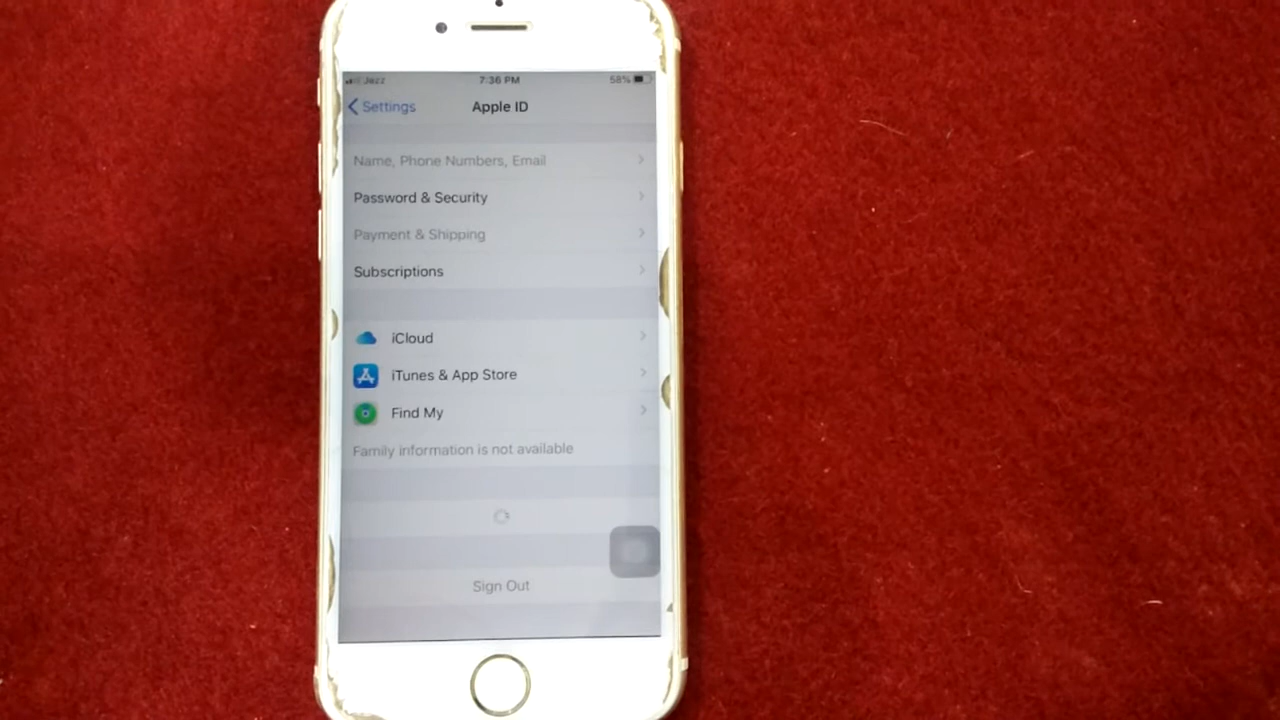 Jazz 7:36 PM 58%
Settings Apple ID
Name, Phone Numbers, Email
Password & Security
Payment & Shipping
Subscriptions
iCloud
iTunes & App Store
Find My
Family information is not available
Sign Out